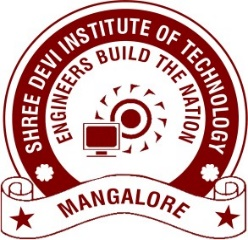 SHREE DEVI INSTITUTE OF TECHNOLOGY
ENGINEERS BUILD THE NATION
MANGALORE